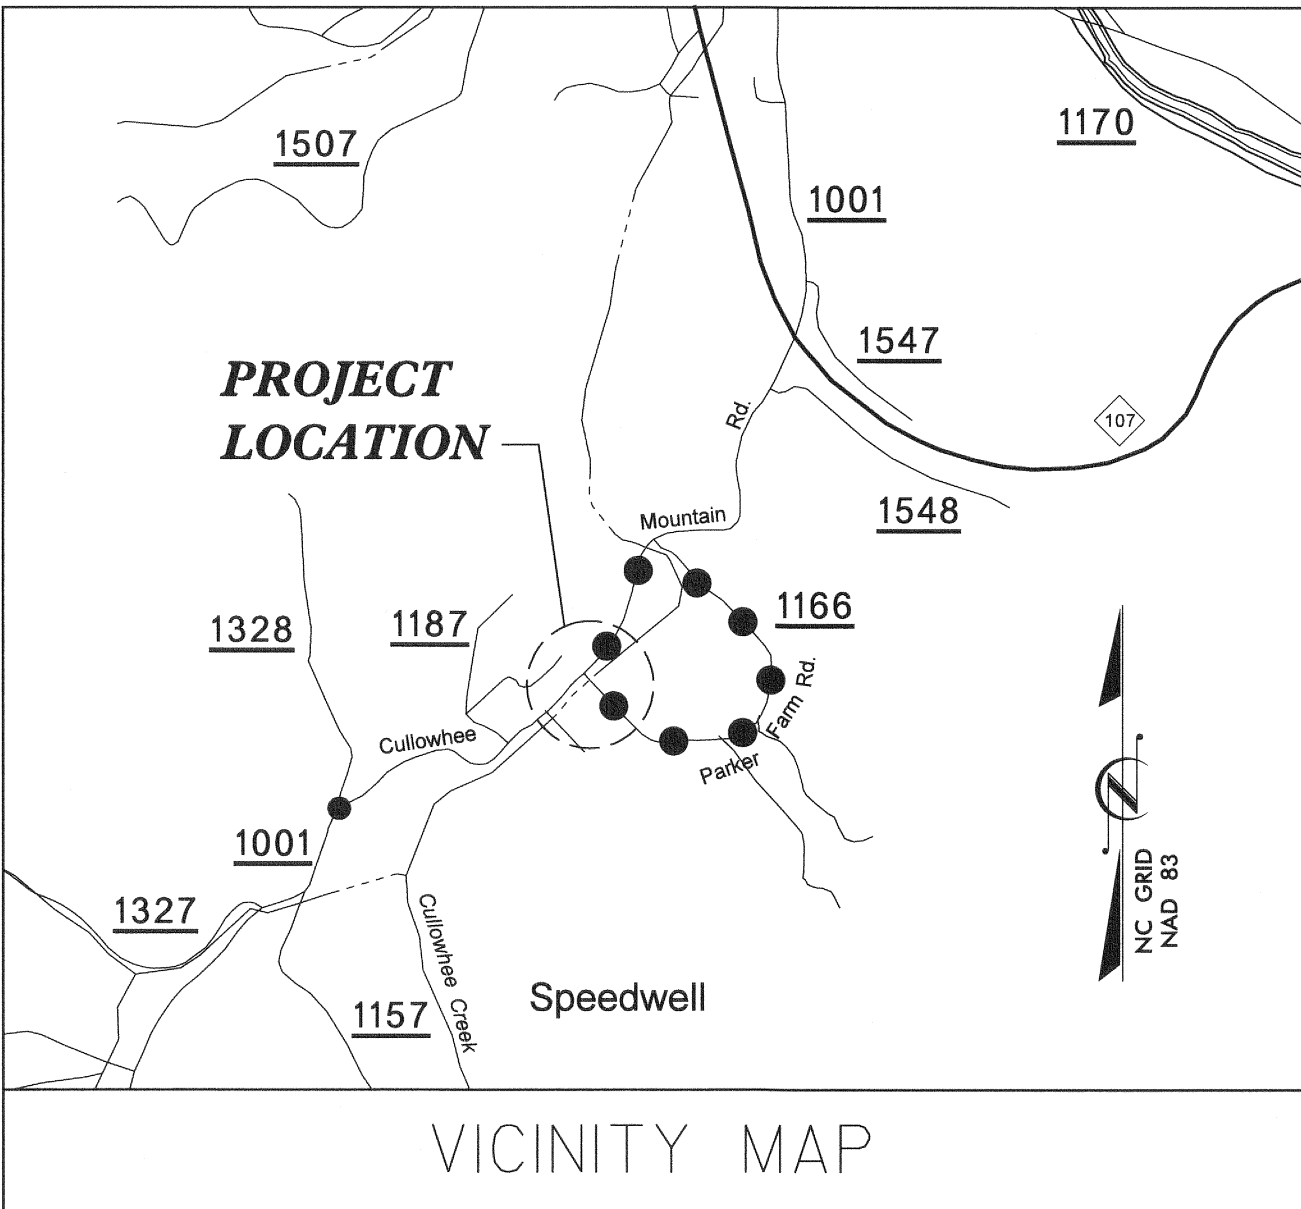 1507
1170
1001
1547
PROJECT
LOCATION
Rd.
107
1548
Mountain
1328
1187
1166
Farm Rd.
Cullowhee
Parker
1001
1327
N
NC GRID
NAD 83
Cullowhee Creek
Speedwell
1157
VICINITY MAP